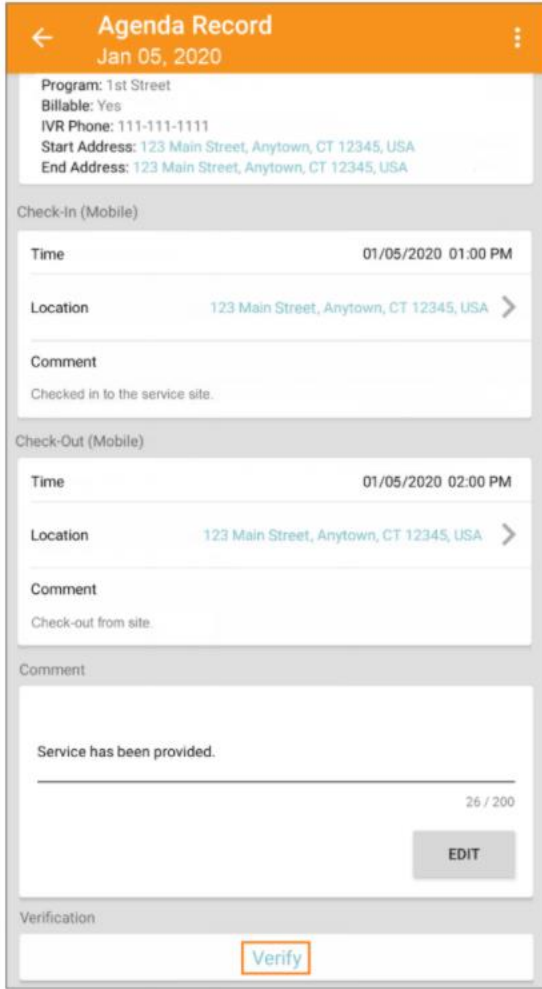 Agenda Record
Jan 05, 2020
Program: 1st Street
Billable: Yes
IVR Phone: 111-111-1111
Start Address: 123 Main Street, Anytown, CT 12345, USA
End Address: 123 Main Street, Anytown, CT 12345, USA
Check-In (Mobile)
Time 01/05/2020 01:00 PM
Location 123 Main Street, Anytown, CT 12345, USA
Comment
Checked in to the service site.
Check-Out (Mobile)
Time 01/05/2020 02:00 PM
Location 123 Main Street, Anytown, CT 12345, USA
Comment
Check-out from site.
Comment
Service has been provided.
26 / 200
EDIT
Verification
Verify